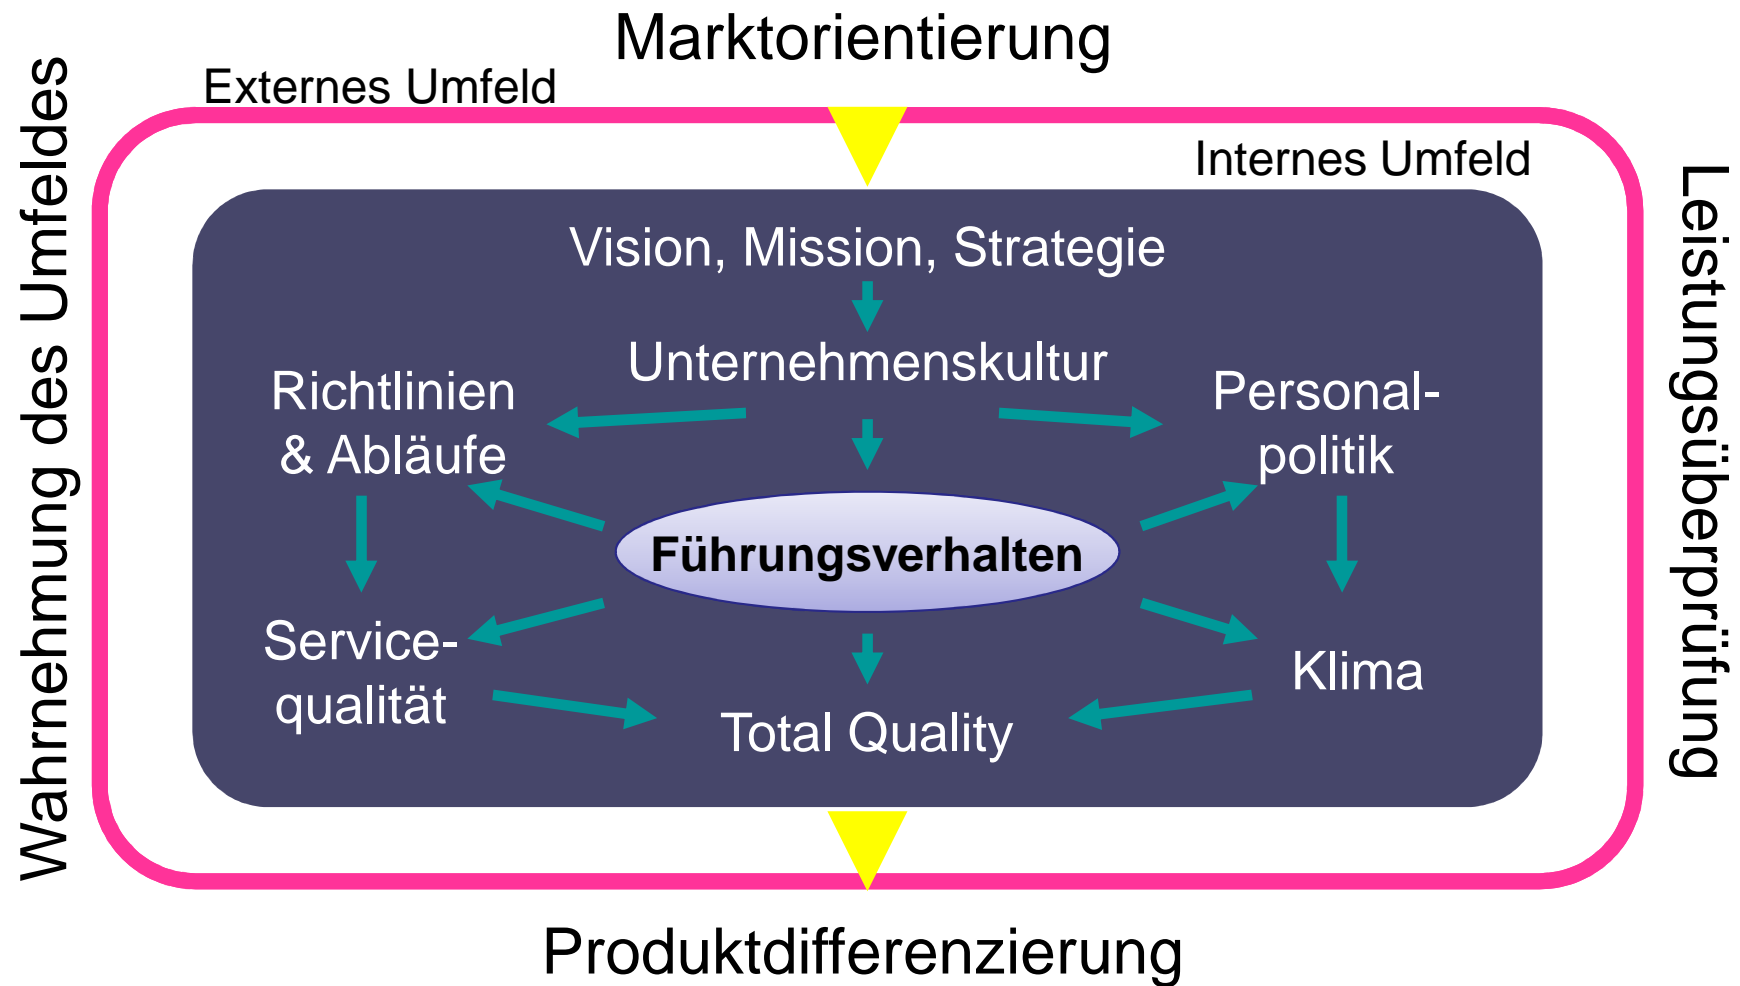 Marktorientierung
Externes Umfeld
Internes Umfeld
Wahrnehmung des Umfeldes
Leistungsüberprüfung
Vision, Mission, Strategie
Unternehmenskultur
Richtlinien
& Abläufe
Personal-
politik
Führungsverhalten
Service-
qualität
Klima
Total Quality
Produktdifferenzierung